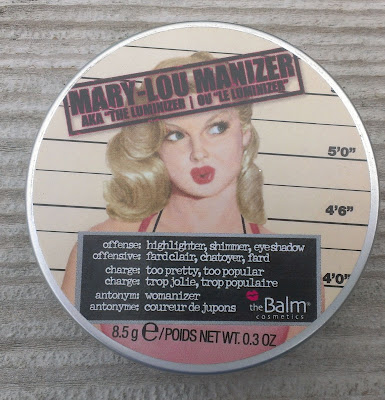 MARY-LOU MANIZER
AKA "THE LUMINIZER" | OU "LE LUMINIZER"
5'0"
4'6"
4'0"
offense: highlighter, shimmer, eyeshadow
offensive: fard clair, chatoyer, fard
charge: too pretty, too popular
charge: trop jolie, trop populaire
antonym: womanizer
antonyme: coureur de jupons
theBalm®
cosmetics
8.5 g ℮/POIDS NET WT. 0.3 OZ